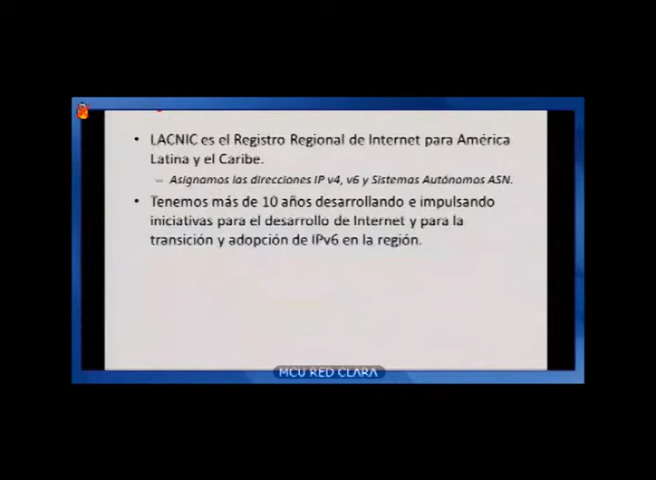 • LACNIC es el Registro Regional de Internet para América
Latina y el Caribe.
– Asignamos las direcciones IP v4, v6 y Sistemas Autónomos ASN.
• Tenemos más de 10 años desarrollando e impulsando
iniciativas para el desarrollo de Internet y para la
transición y adopción de IPv6 en la región.
MCU RED CLARA